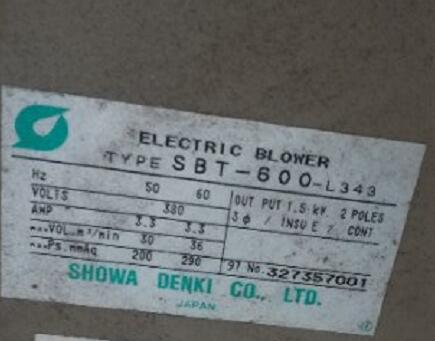 ELECTRIC BLOWER
TYPE SBT-600-L343
Hz 50 60 OUT PUT 1.5 kW 2 POLES
VOLTS 380 3ø / INSU E / CONT
AMP 3.3 3.3
VOL. m³/min 30 36
Ps. mmAq 200 290 97 No. 327357001
SHOWA DENKI CO., LTD.
JAPAN